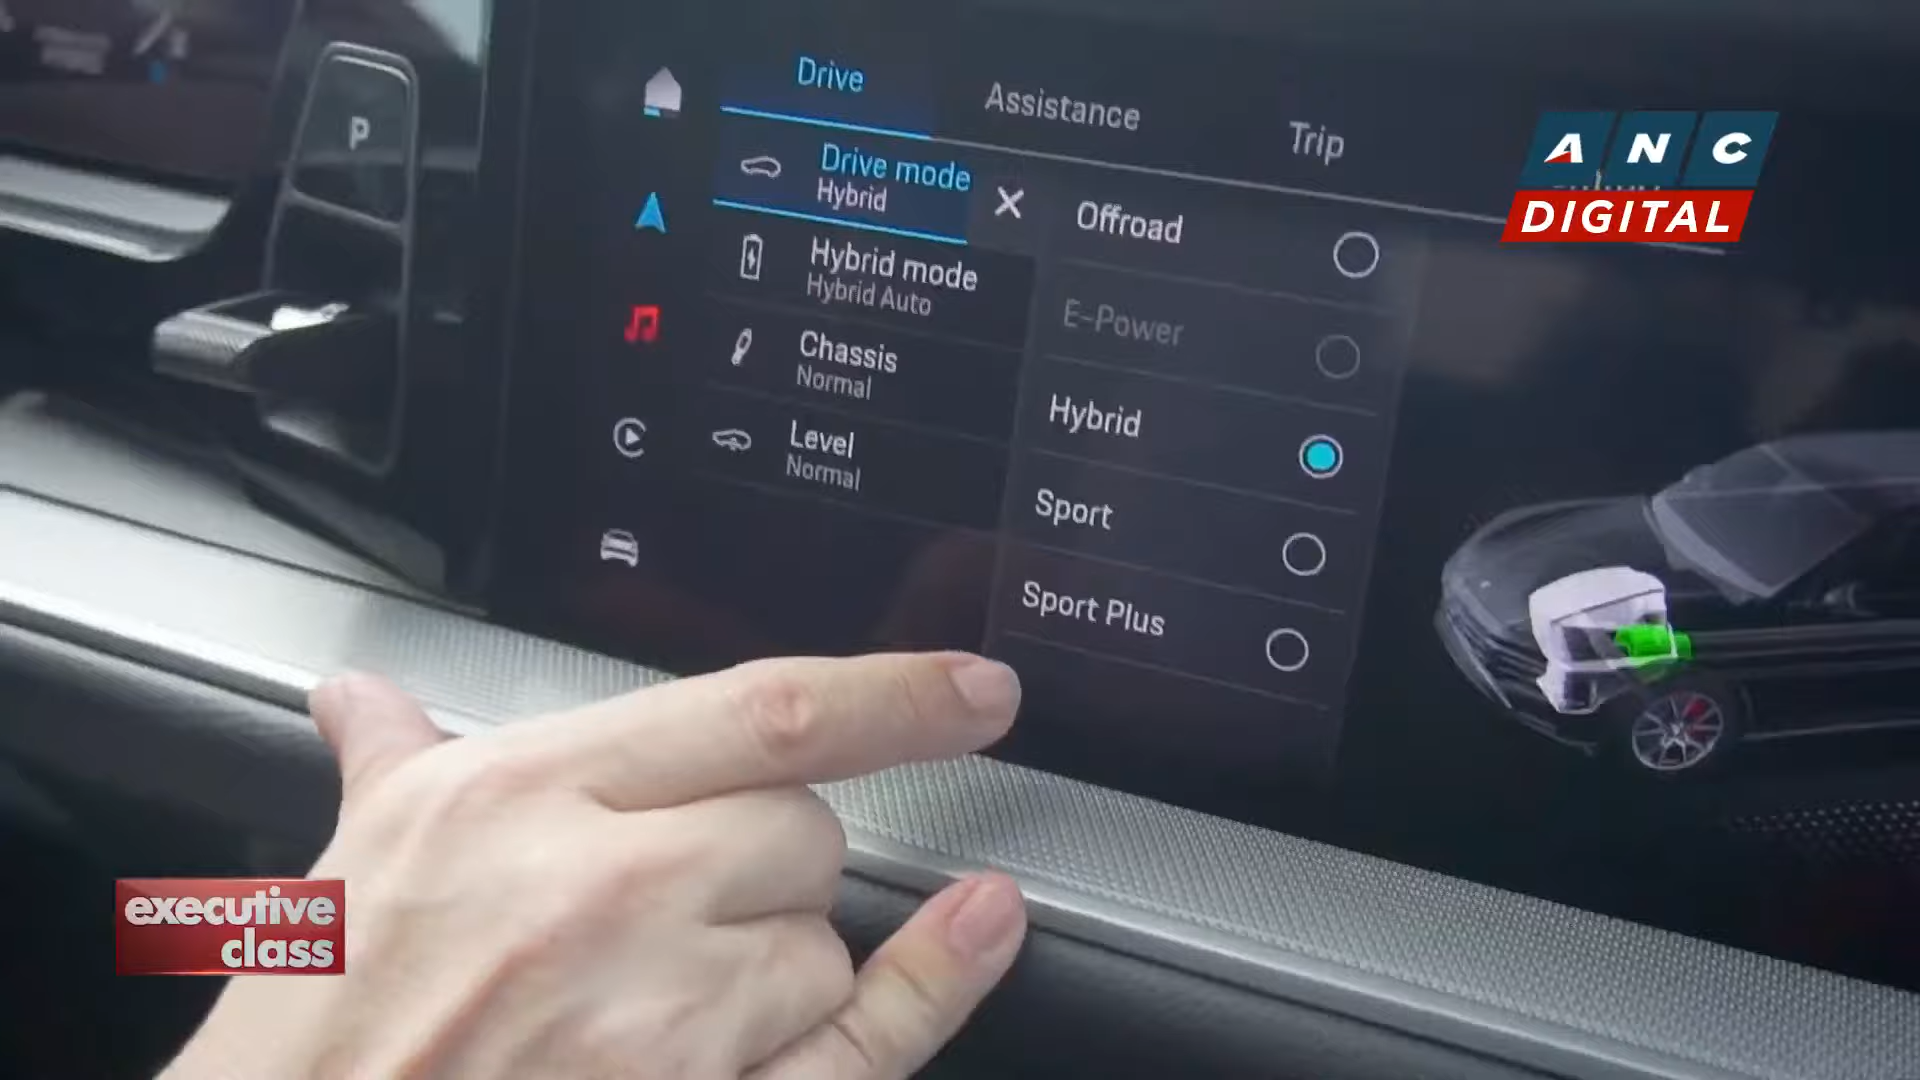 P
Drive
Assistance
Trip
Drive mode
Hybrid
Hybrid mode
Hybrid Auto
Chassis
Normal
Level
Normal
Offroad
E-Power
Hybrid
Sport
Sport Plus
ANC
DIGITAL
executive
class